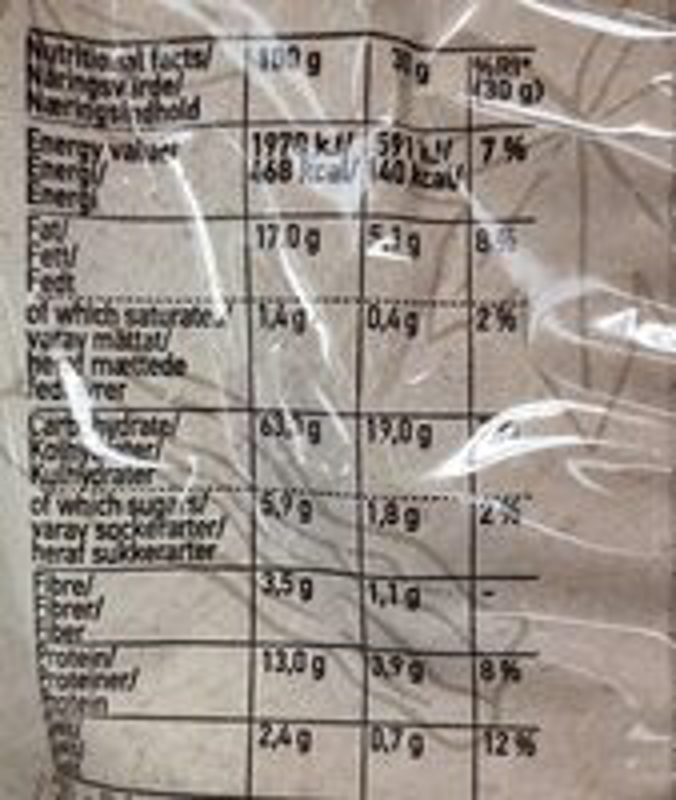 Nutritional facts/ 100 g 30 g %RI*
Näringsvärde/ (30 g)
Næringsindhold
Energy values 1970 kJ/ 591 kJ/ 7 %
Energi/ 468 kcal/ 140 kcal/
Energi
Fat/ 17,0 g 5,1 g 8 %
Fett/
Fedt
of which saturates/ 1,4 g 0,4 g 2 %
varav mättat/
heraf mættede
fedtsyrer
Carbohydrate/ 19,0 g
Kolhydrater/
Kulhydrater
of which sugars/ 5,9 g 1,8 g 2 %
varav sockerarter/
heraf sukkerarter
Fibre/ 3,5 g 1,1 g -
Fibrer/
Fiber
Protein/ 13,0 g 3,9 g 8 %
Proteiner/
Protein
2,4 g 0,7 g 12 %